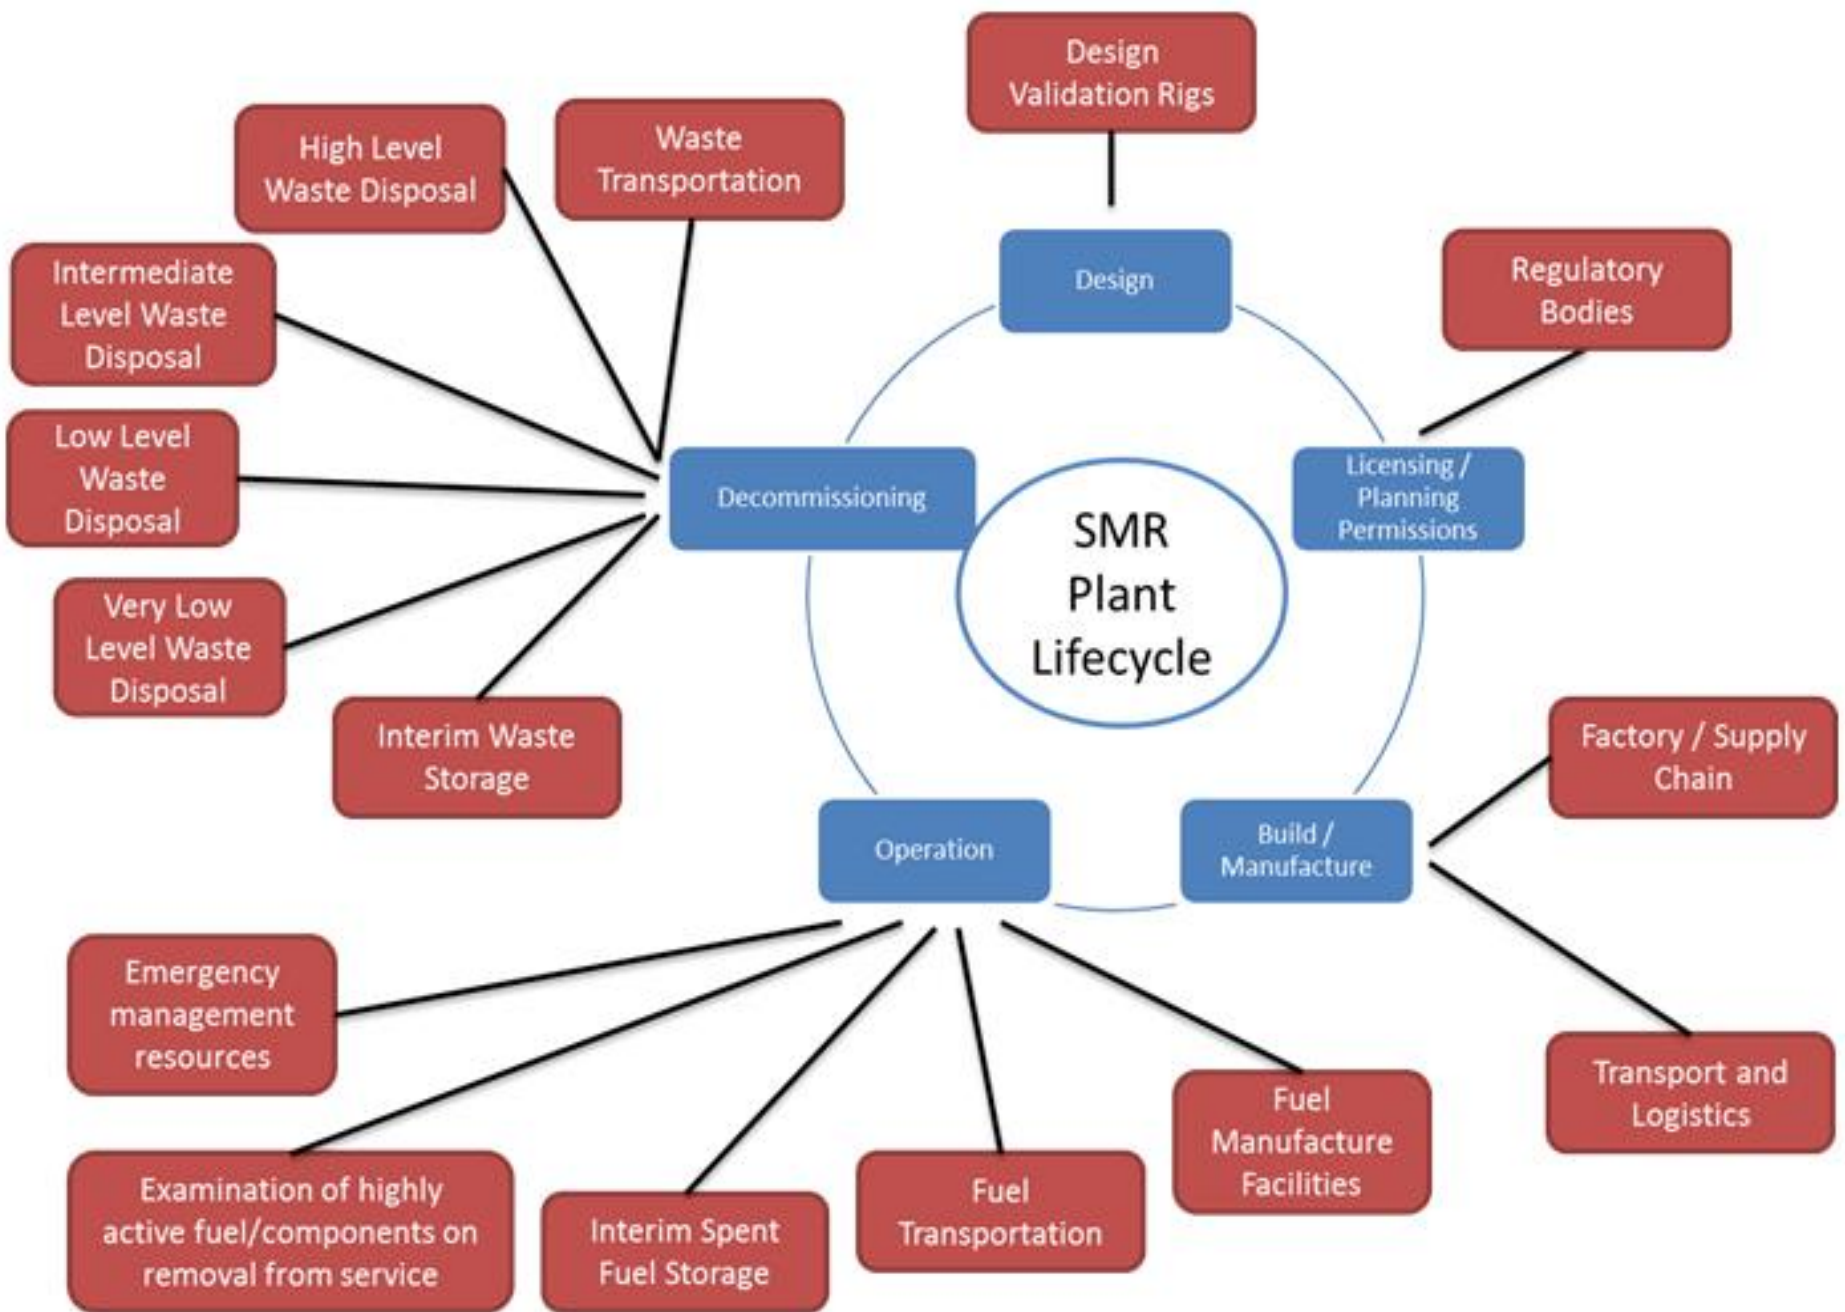 Design
Validation Rigs
High Level
Waste Disposal
Waste
Transportation
Intermediate
Level Waste
Disposal
Design
Regulatory
Bodies
Low Level
Waste
Disposal
Decommissioning
Licensing /
Planning
Permissions
SMR
Plant
Lifecycle
Very Low
Level Waste
Disposal
Interim Waste
Storage
Factory / Supply
Chain
Operation
Build /
Manufacture
Emergency
management
resources
Transport and
Logistics
Fuel
Manufacture
Facilities
Examination of highly
active fuel/components on
removal from service
Interim Spent
Fuel Storage
Fuel
Transportation